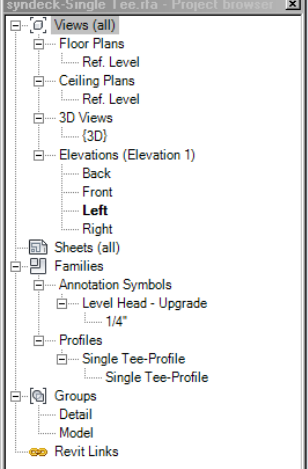 syndeck-Single Tee.rfa - Project browser
Views (all)
Floor Plans
Ref. Level
Ceiling Plans
Ref. Level
3D Views
{3D}
Elevations (Elevation 1)
Back
Front
Left
Right
Sheets (all)
Families
Annotation Symbols
Level Head - Upgrade
1/4"
Profiles
Single Tee-Profile
Single Tee-Profile
Groups
Detail
Model
Revit Links